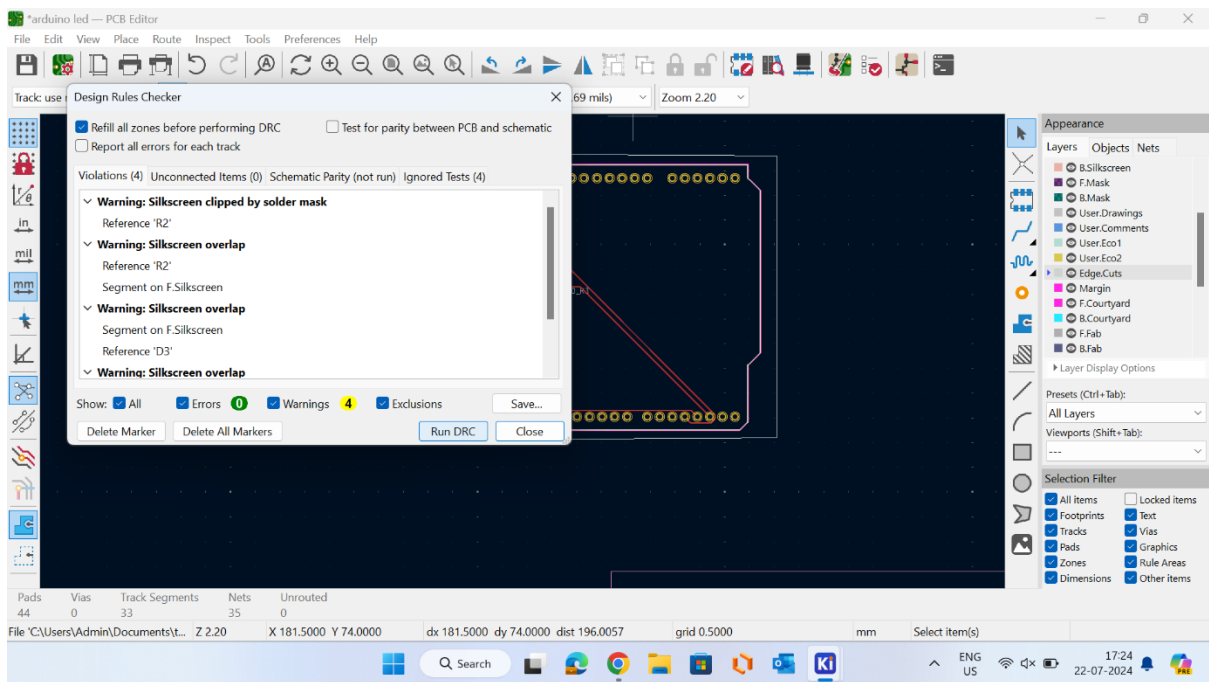 *arduino led — PCB Editor
File Edit View Place Route Inspect Tools Preferences Help
Track: use
69 mils)
Zoom 2.20
Design Rules Checker
Refill all zones before performing DRC
Test for parity between PCB and schematic
Report all errors for each track
Violations (4) Unconnected Items (0) Schematic Parity (not run) Ignored Tests (4)
Warning: Silkscreen clipped by solder mask
Reference 'R2'
Warning: Silkscreen overlap
Reference 'R2'
Segment on F.Silkscreen
Warning: Silkscreen overlap
Segment on F.Silkscreen
Reference 'D3'
Warning: Silkscreen overlap
Show: All Errors 0 Warnings 4 Exclusions Save...
Delete Marker Delete All Markers Run DRC Close
in
mil
mm
Appearance
Layers Objects Nets
B.Silkscreen
F.Mask
B.Mask
User.Drawings
User.Comments
User.Eco1
User.Eco2
Edge.Cuts
Margin
F.Courtyard
B.Courtyard
F.Fab
B.Fab
Layer Display Options
Presets (Ctrl+Tab):
All Layers
Viewports (Shift+Tab):
---
Selection Filter
All items Locked items
Footprints Text
Tracks Vias
Pads Graphics
Zones Rule Areas
Dimensions Other items
Pads Vias Track Segments Nets Unrouted
44 0 33 35 0
File 'C:\Users\Admin\Documents\t... Z 2.20 X 181.5000 Y 74.0000 dx 181.5000 dy 74.0000 dist 196.0057 grid 0.5000 mm Select item(s)
Search
Ki
ENG
US
17:24
22-07-2024
PRE